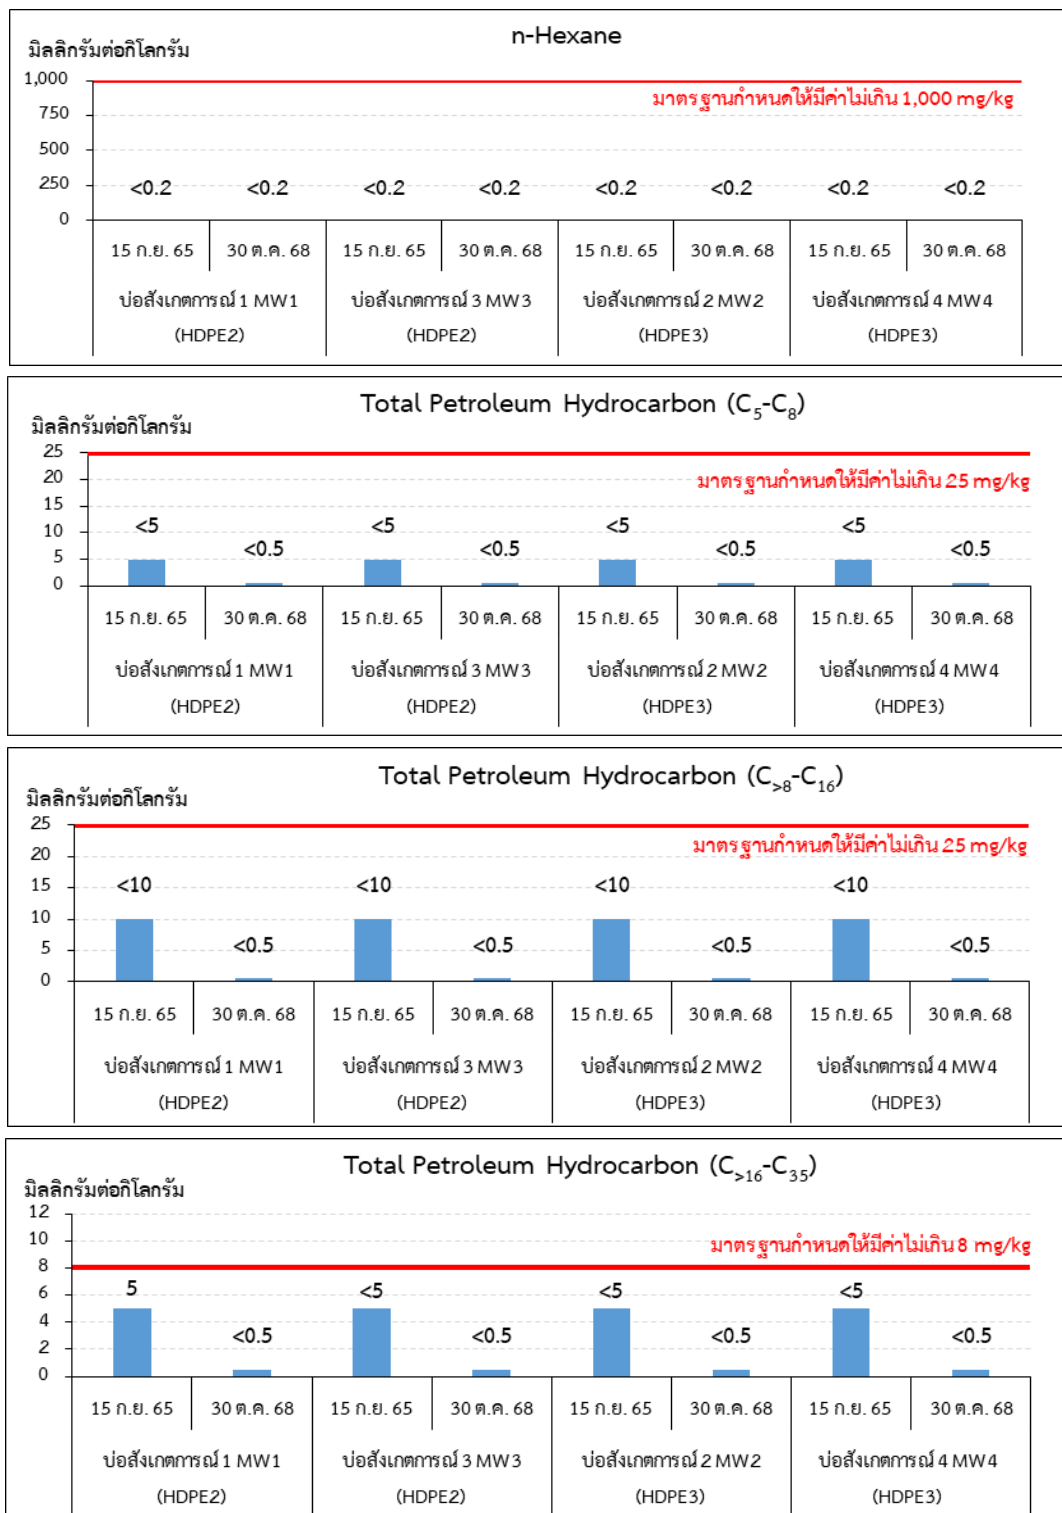 n-Hexane
มิลลิกรัมต่อกิโลกรัม
1,000
มาตรฐานกำหนดให้มีค่าไม่เกิน 1,000 mg/kg
750
500
250
<0.2 <0.2 <0.2 <0.2 <0.2 <0.2 <0.2 <0.2
0
15 ก.ย. 65 30 ต.ค. 68 15 ก.ย. 65 30 ต.ค. 68 15 ก.ย. 65 30 ต.ค. 68 15 ก.ย. 65 30 ต.ค. 68
บ่อสังเกตการณ์ 1 MW1 บ่อสังเกตการณ์ 3 MW3 บ่อสังเกตการณ์ 2 MW2 บ่อสังเกตการณ์ 4 MW4
(HDPE2) (HDPE2) (HDPE3) (HDPE3)
Total Petroleum Hydrocarbon (C5-C8)
มิลลิกรัมต่อกิโลกรัม
25
มาตรฐานกำหนดให้มีค่าไม่เกิน 25 mg/kg
20
15
<5 <5 <5 <5
10
<0.5 <0.5 <0.5 <0.5
5
0
15 ก.ย. 65 30 ต.ค. 68 15 ก.ย. 65 30 ต.ค. 68 15 ก.ย. 65 30 ต.ค. 68 15 ก.ย. 65 30 ต.ค. 68
บ่อสังเกตการณ์ 1 MW1 บ่อสังเกตการณ์ 3 MW3 บ่อสังเกตการณ์ 2 MW2 บ่อสังเกตการณ์ 4 MW4
(HDPE2) (HDPE2) (HDPE3) (HDPE3)
Total Petroleum Hydrocarbon (C>8-C16)
มิลลิกรัมต่อกิโลกรัม
25
มาตรฐานกำหนดให้มีค่าไม่เกิน 25 mg/kg
20
15
<10 <10 <10 <10
10
<0.5 <0.5 <0.5 <0.5
5
0
15 ก.ย. 65 30 ต.ค. 68 15 ก.ย. 65 30 ต.ค. 68 15 ก.ย. 65 30 ต.ค. 68 15 ก.ย. 65 30 ต.ค. 68
บ่อสังเกตการณ์ 1 MW1 บ่อสังเกตการณ์ 3 MW3 บ่อสังเกตการณ์ 2 MW2 บ่อสังเกตการณ์ 4 MW4
(HDPE2) (HDPE2) (HDPE3) (HDPE3)
Total Petroleum Hydrocarbon (C>16-C35)
มิลลิกรัมต่อกิโลกรัม
12
10
มาตรฐานกำหนดให้มีค่าไม่เกิน 8 mg/kg
8
5 <5 <5 <5
6
4
<0.5 <0.5 <0.5 <0.5
2
0
15 ก.ย. 65 30 ต.ค. 68 15 ก.ย. 65 30 ต.ค. 68 15 ก.ย. 65 30 ต.ค. 68 15 ก.ย. 65 30 ต.ค. 68
บ่อสังเกตการณ์ 1 MW1 บ่อสังเกตการณ์ 3 MW3 บ่อสังเกตการณ์ 2 MW2 บ่อสังเกตการณ์ 4 MW4
(HDPE2) (HDPE2) (HDPE3) (HDPE3)